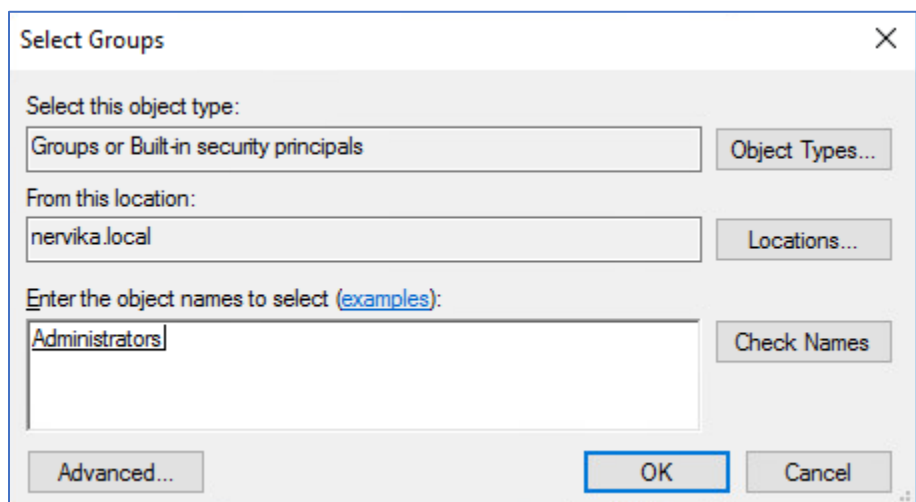 Select Groups
Select this object type:
Groups or Built-in security principals
Object Types...
From this location:
nervika.local
Locations...
Enter the object names to select (examples):
Administrators
Check Names
Advanced...
OK
Cancel